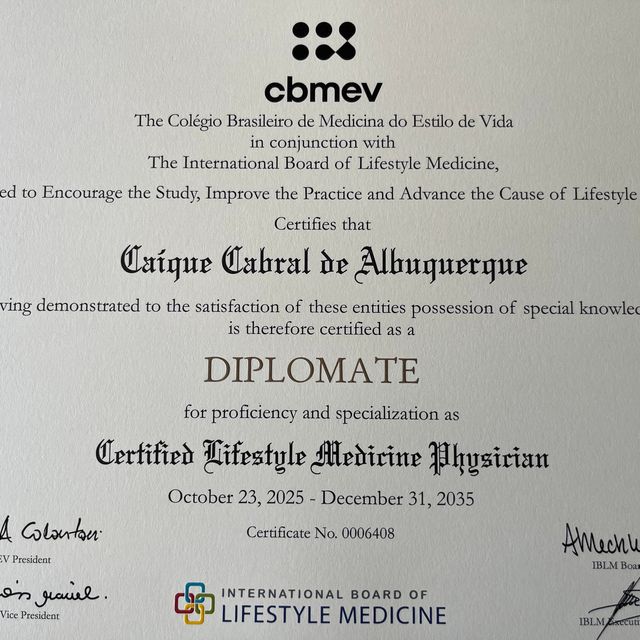 cbmev
The Colégio Brasileiro de Medicina do Estilo de Vida
in conjunction with
The International Board of Lifestyle Medicine,
ed to Encourage the Study, Improve the Practice and Advance the Cause of Lifestyle
Certifies that
Caíque Cabral de Albuquerque
ving demonstrated to the satisfaction of these entities possession of special knowled
is therefore certified as a
DIPLOMATE
for proficiency and specialization as
Certified Lifestyle Medicine Physician
October 23, 2025 - December 31, 2035
Certificate No. 0006408
EV President
IBLM Boar
Vice President
IBLM Executi
INTERNATIONAL BOARD OF
LIFESTYLE MEDICINE